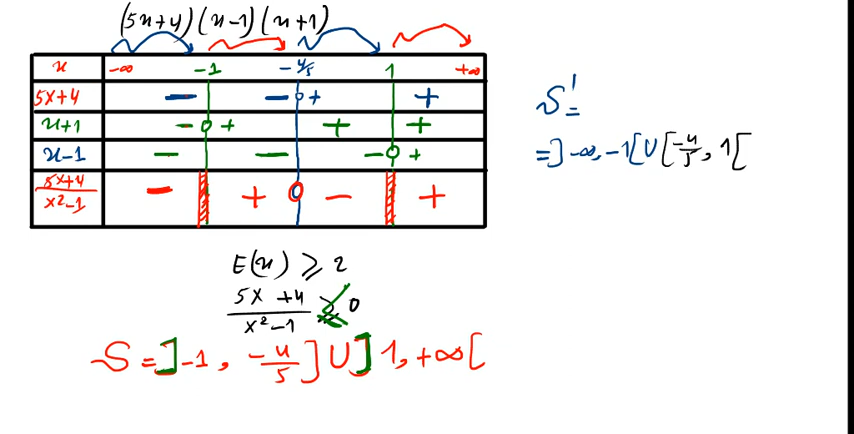 (5x+4)(x-1)(x+1)
x -∞ -1 -4/5 1 +∞
5x+4 - - 0 + +
x+1 - 0 + + +
x-1 - - - 0 +
5x+4/x²-1 - + 0 - +
S'=
=]-∞,-1[U[-4/5, 1[
E(x) ⩾ 2
5x+4/x²-1 ⩾ 0
S=]-1, -4/5]U]1,+∞[